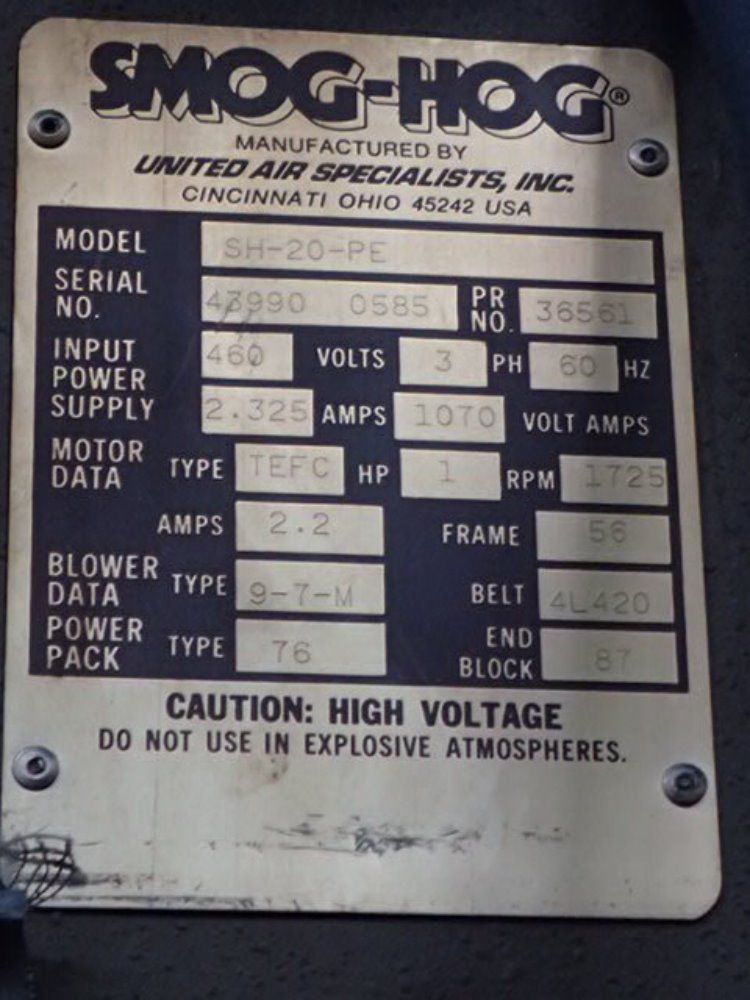 SMOG-HOG®
MANUFACTURED BY
UNITED AIR SPECIALISTS, INC.
CINCINNATI OHIO 45242 USA
MODEL SH-20-PE
SERIAL NO. 43990 0585 PR NO. 36561
INPUT POWER SUPPLY 460 VOLTS 3 PH 60 HZ
2.325 AMPS 1070 VOLT AMPS
MOTOR DATA TYPE TEFC HP 1 RPM 1725
AMPS 2.2 FRAME 56
BLOWER DATA TYPE 9-7-M BELT 4L420
POWER PACK TYPE 76 END BLOCK 87
CAUTION: HIGH VOLTAGE
DO NOT USE IN EXPLOSIVE ATMOSPHERES.